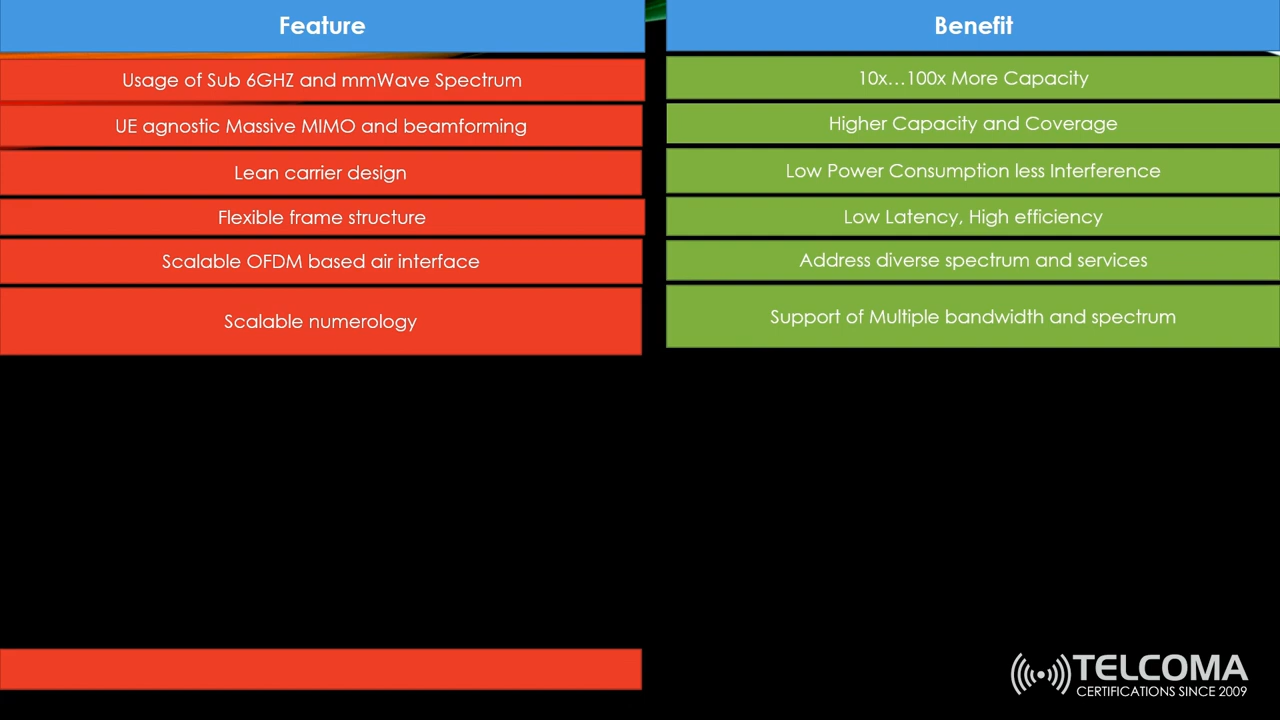 Feature
Benefit
Usage of Sub 6GHZ and mmWave Spectrum
10x...100x More Capacity
UE agnostic Massive MIMO and beamforming
Higher Capacity and Coverage
Lean carrier design
Low Power Consumption less Interference
Flexible frame structure
Low Latency, High efficiency
Scalable OFDM based air interface
Address diverse spectrum and services
Scalable numerology
Support of Multiple bandwidth and spectrum
TELCOMA
CERTIFICATIONS SINCE 2009